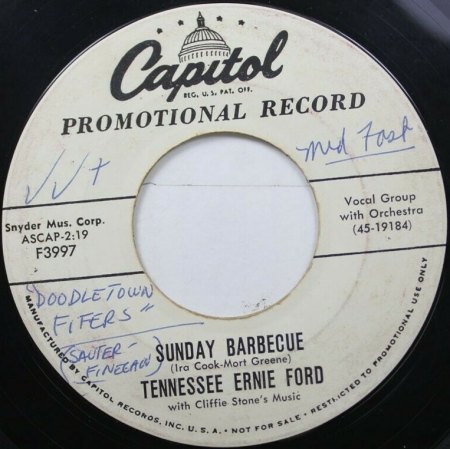 Capitol
REG. U. S. PAT. OFF.
PROMOTIONAL RECORD
√√+
Med Fast
Snyder Mus. Corp.
ASCAP-2:19
F3997
Vocal Group
with Orchestra
(45-19184)
"DOODLETOWN
FIFERS"
(SAUTER-
FINEGAN)
SUNDAY BARBECUE
(Ira Cook-Mort Greene)
TENNESSEE ERNIE FORD
with Cliffie Stone's Music
MANUFACTURED BY CAPITOL RECORDS, INC. U. S. A. • NOT FOR SALE • RESTRICTED TO PROMOTIONAL USE ONLY